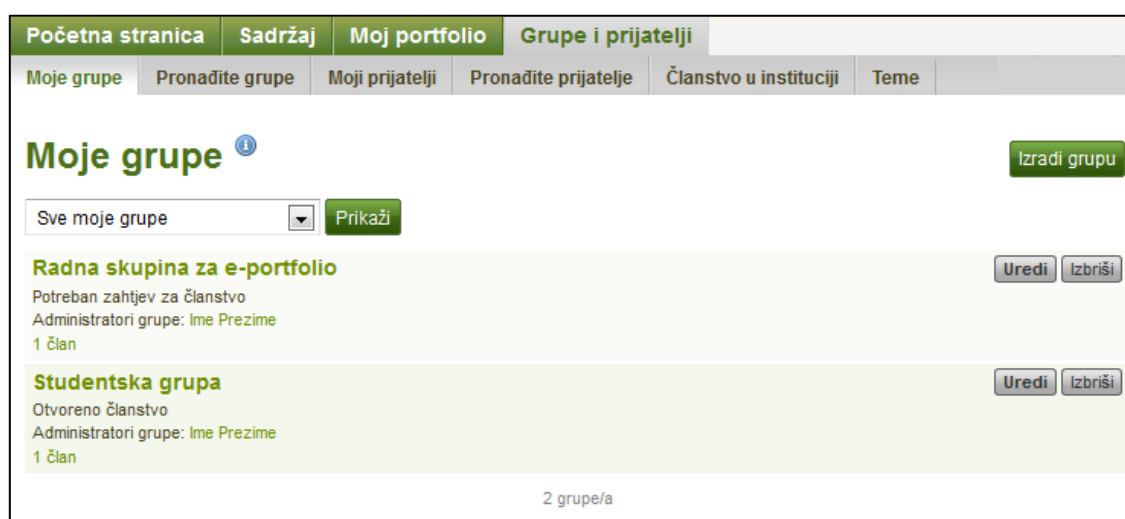 Početna stranica Sadržaj Moj portfolio Grupe i prijatelji
Moje grupe Pronađite grupe Moji prijatelji Pronađite prijatelje Članstvo u instituciji Teme
Moje grupe
Izradi grupu
Sve moje grupe Prikaži
Radna skupina za e-portfolio Uredi Izbriši
Potreban zahtjev za članstvo
Administratori grupe: Ime Prezime
1 član
Studentska grupa Uredi Izbriši
Otvoreno članstvo
Administratori grupe: Ime Prezime
1 član
2 grupe/a